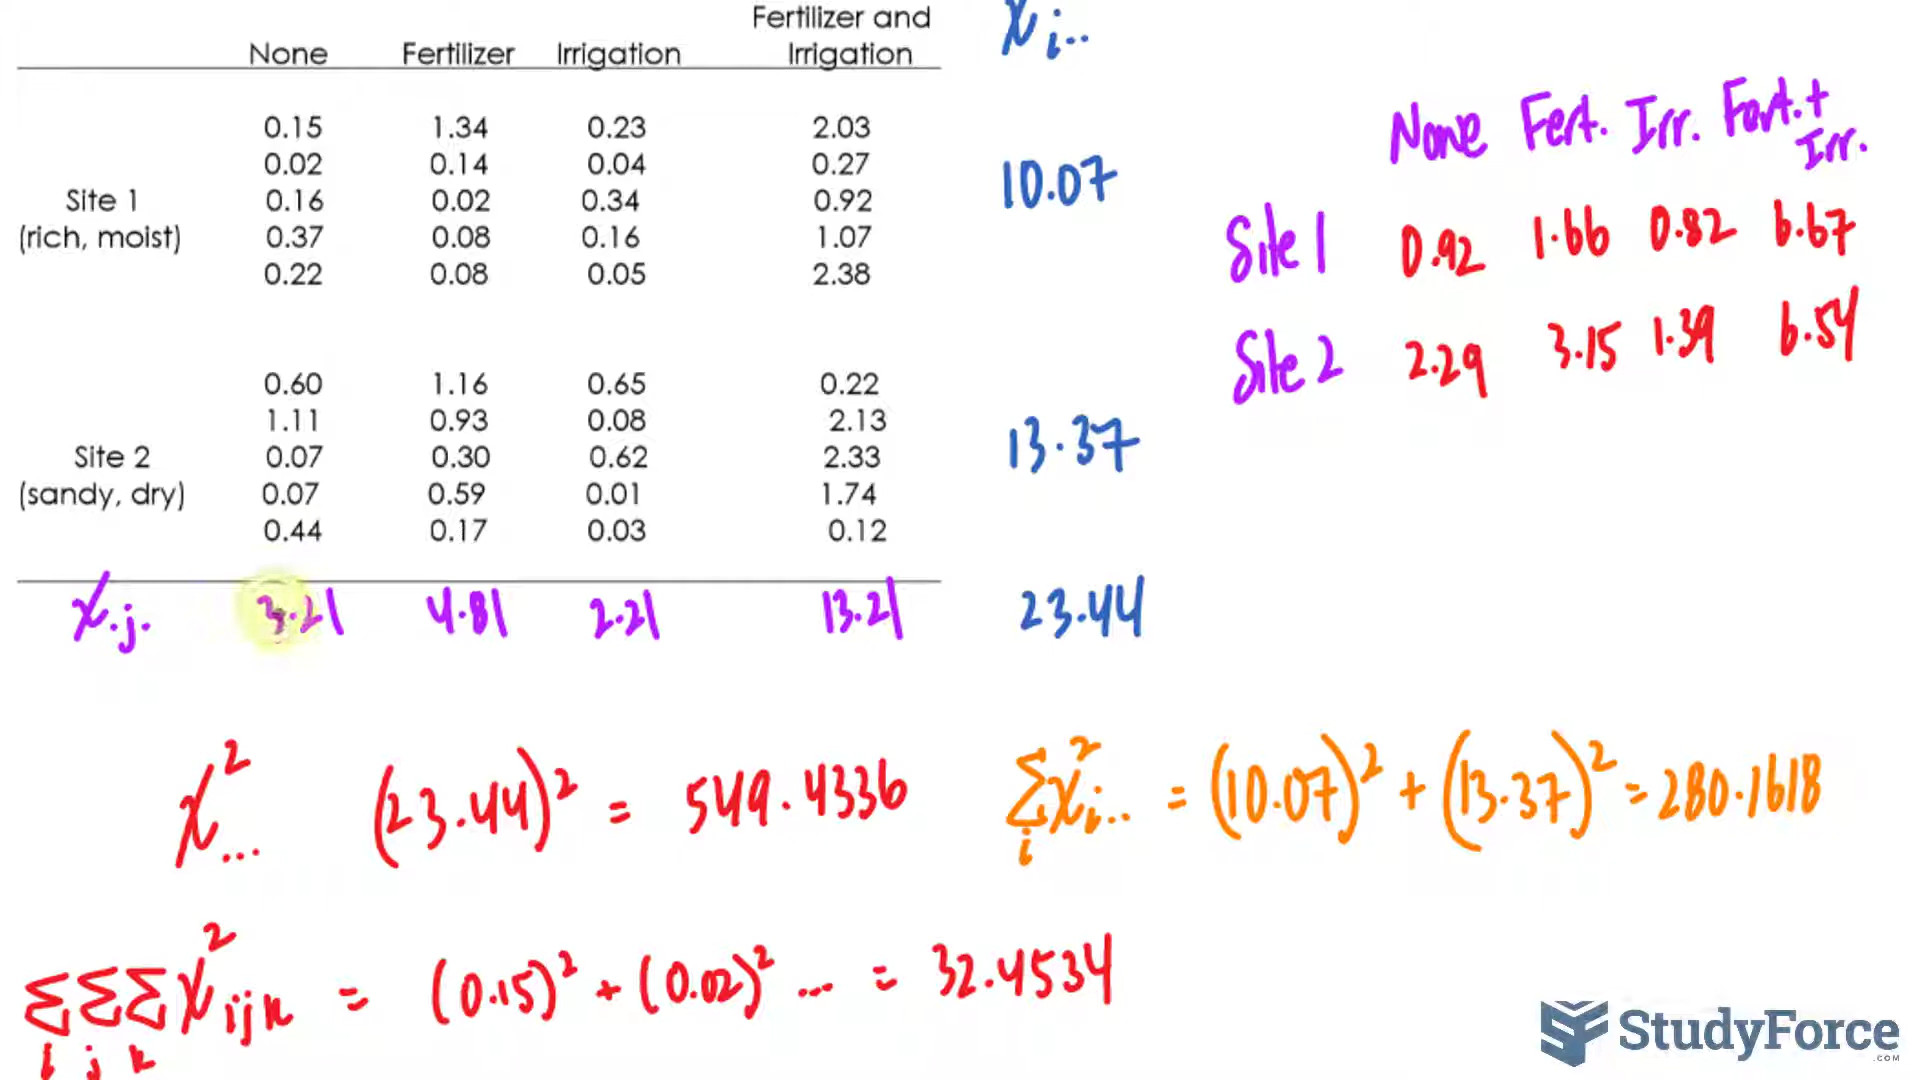 Fertilizer and
None Fertilizer Irrigation Irrigation
x i..
0.15 1.34 0.23 2.03
0.02 0.14 0.04 0.27
Site 1 0.16 0.02 0.34 0.92
(rich, moist) 0.37 0.08 0.16 1.07
0.22 0.08 0.05 2.38
10.07
0.60 1.16 0.65 0.22
1.11 0.93 0.08 2.13
Site 2 0.07 0.30 0.62 2.33
(sandy, dry) 0.07 0.59 0.01 1.74
0.44 0.17 0.03 0.12
13.37
x.j. 3.21 4.81 2.21 13.21 23.44
None Fert. Irr. Fert.+
Irr.
Site 1 0.92 1.66 0.82 6.67
Site 2 2.29 3.15 1.39 6.54
x...² (23.44)² = 549.4336
Σi xi..² = (10.07)² + (13.37)² = 280.1618
Σi Σj Σk x²ijk = (0.15)² + (0.02)² ... = 32.4534
StudyForce
.COM